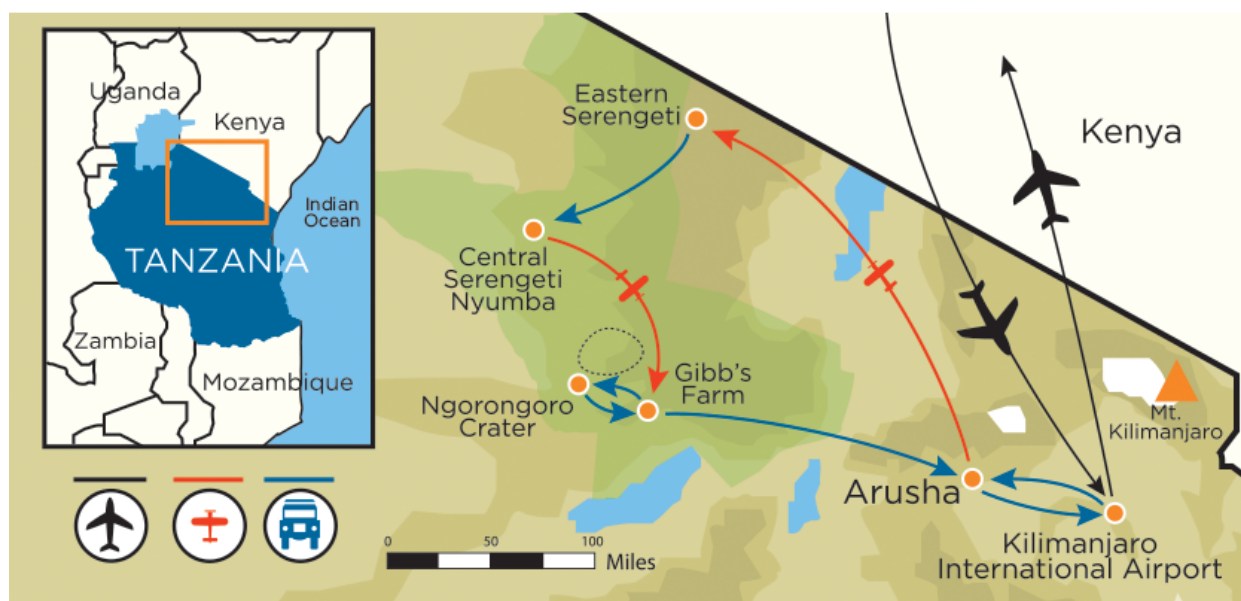 Uganda
Kenya
Indian
Ocean
TANZANIA
Zambia
Mozambique
Eastern
Serengeti
Kenya
Central
Serengeti
Nyumba
Gibb's
Farm
Ngorongoro
Crater
Mt.
Kilimanjaro
Arusha
Kilimanjaro
International Airport
0 50 100
Miles